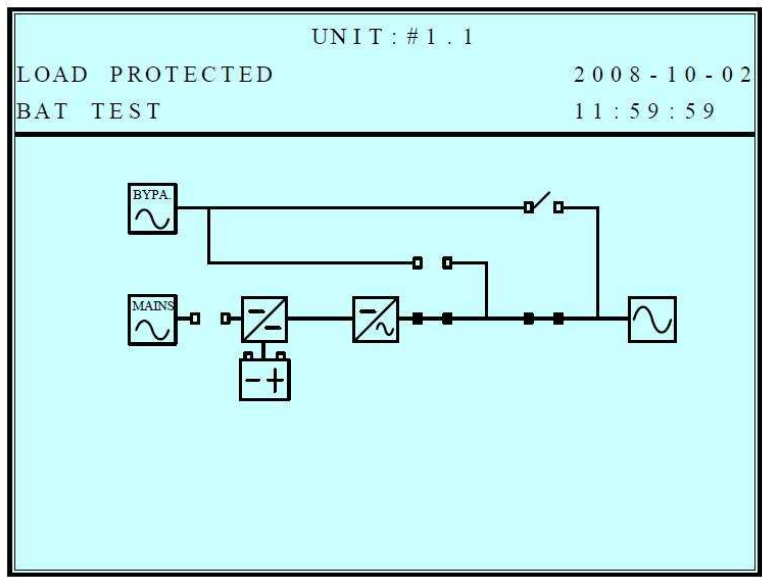 UNIT:#1.1
LOAD PROTECTED 2008-10-02
BAT TEST 11:59:59
BYPA.
MAINS